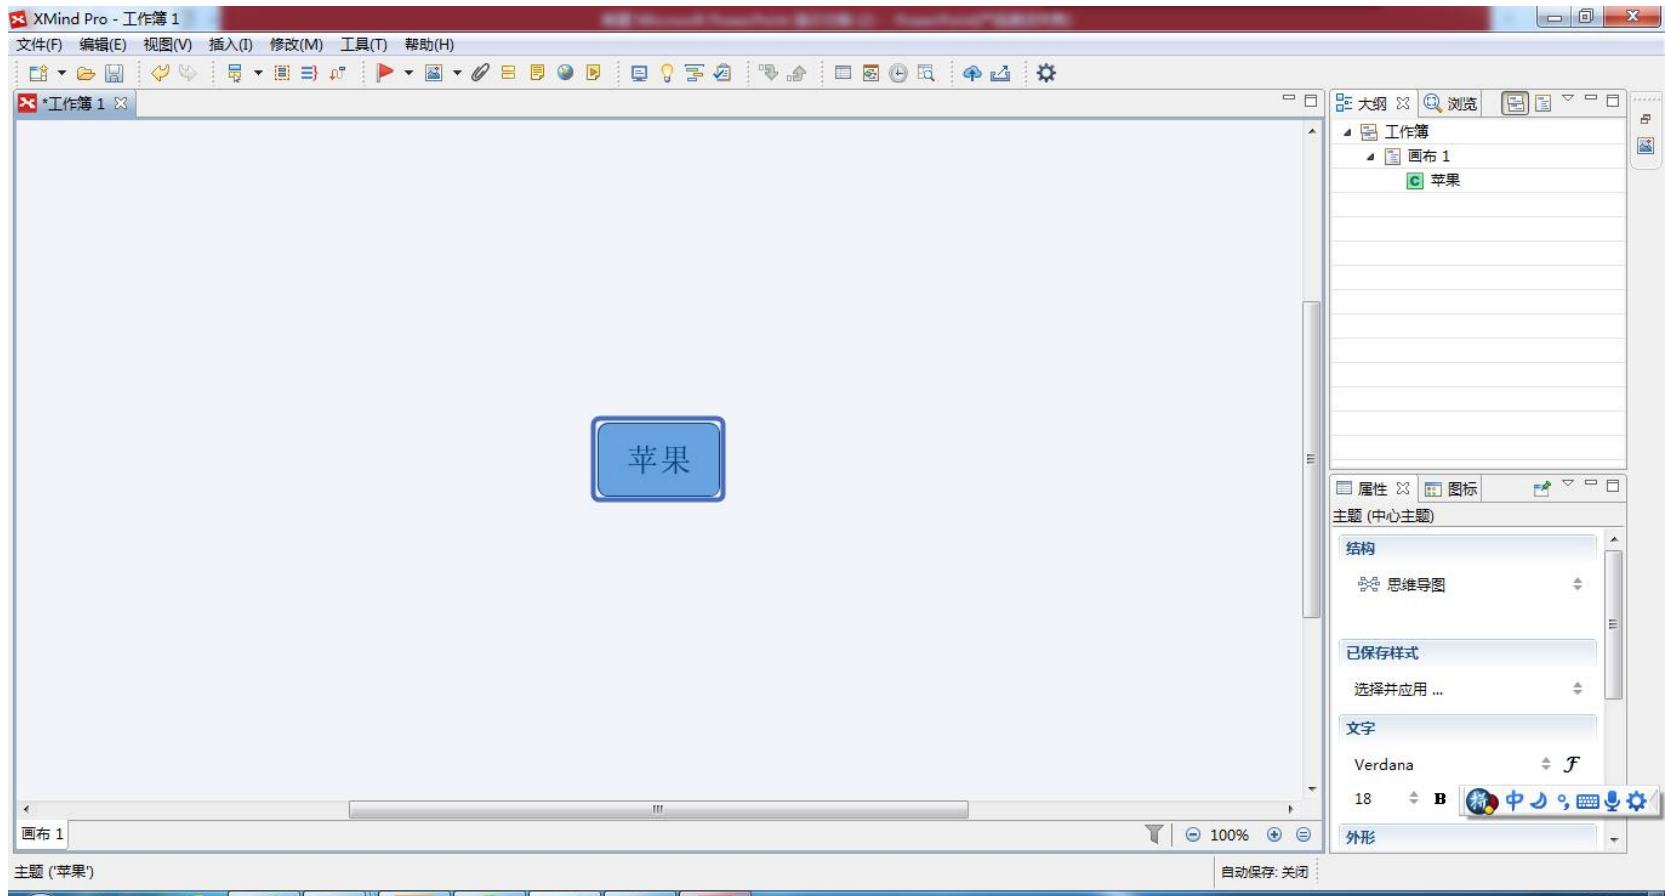 XMind Pro - 工作簿 1
文件(F) 编辑(E) 视图(V) 插入(I) 修改(M) 工具(T) 帮助(H)
*工作簿 1
苹果
画布 1
100%
主题 ('苹果')
自动保存: 关闭
大纲 浏览
工作簿
画布 1
苹果
属性 图标
主题 (中心主题)
结构
思维导图
已保存样式
选择并应用 ...
文字
Verdana
18 B
拼 中
外形